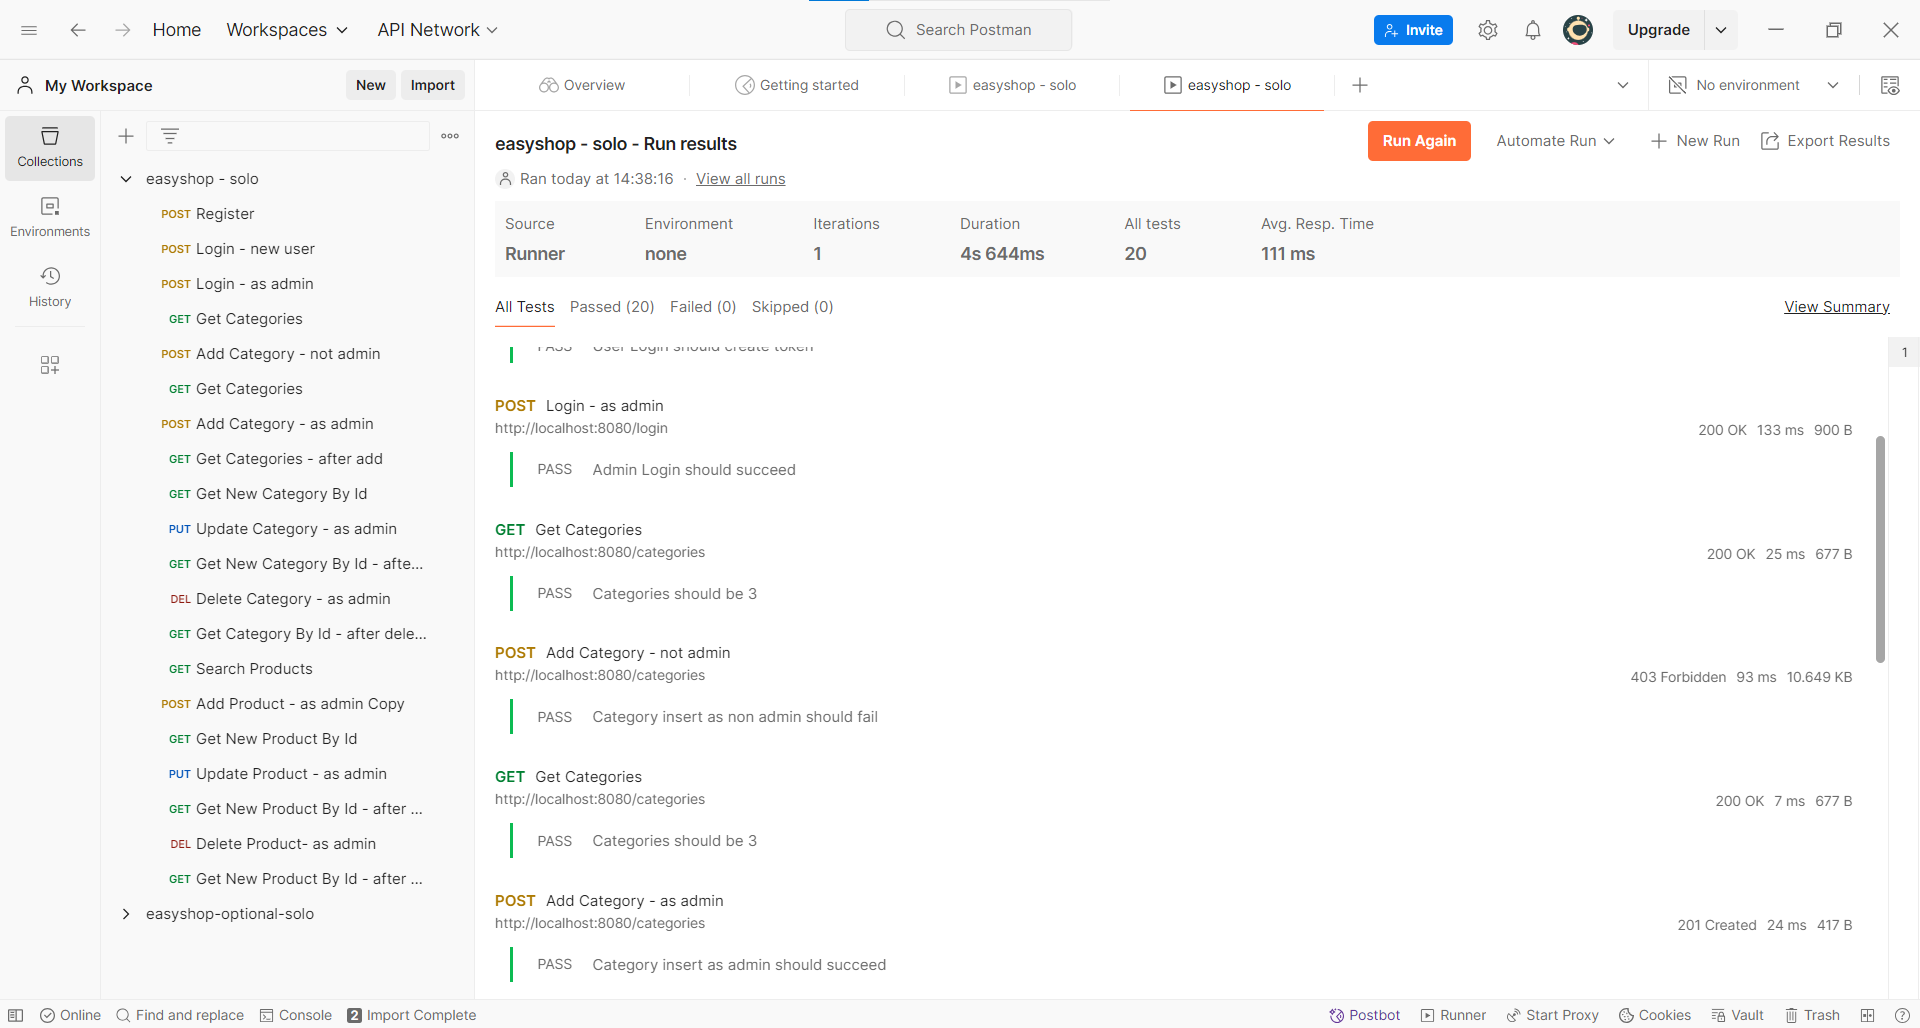 Home Workspaces API Network Search Postman Invite Upgrade
My Workspace New Import Overview Getting started easyshop - solo easyshop - solo No environment
Collections
Environments
History
easyshop - solo
POST Register
POST Login - new user
POST Login - as admin
GET Get Categories
POST Add Category - not admin
GET Get Categories
POST Add Category - as admin
GET Get Categories - after add
GET Get New Category By Id
PUT Update Category - as admin
GET Get New Category By Id - afte...
DEL Delete Category - as admin
GET Get Category By Id - after dele...
GET Search Products
POST Add Product - as admin Copy
GET Get New Product By Id
PUT Update Product - as admin
GET Get New Product By Id - after ...
DEL Delete Product- as admin
GET Get New Product By Id - after ...
easyshop-optional-solo
easyshop - solo - Run results Run Again Automate Run New Run Export Results
Ran today at 14:38:16 · View all runs
Source Environment Iterations Duration All tests Avg. Resp. Time
Runner none 1 4s 644ms 20 111 ms
All Tests Passed (20) Failed (0) Skipped (0) View Summary
PASS User Login should create token
1
POST Login - as admin
http://localhost:8080/login 200 OK 133 ms 900 B
PASS Admin Login should succeed
GET Get Categories
http://localhost:8080/categories 200 OK 25 ms 677 B
PASS Categories should be 3
POST Add Category - not admin
http://localhost:8080/categories 403 Forbidden 93 ms 10.649 KB
PASS Category insert as non admin should fail
GET Get Categories
http://localhost:8080/categories 200 OK 7 ms 677 B
PASS Categories should be 3
POST Add Category - as admin
http://localhost:8080/categories 201 Created 24 ms 417 B
PASS Category insert as admin should succeed
Online Find and replace Console 2 Import Complete Postbot Runner Start Proxy Cookies Vault Trash